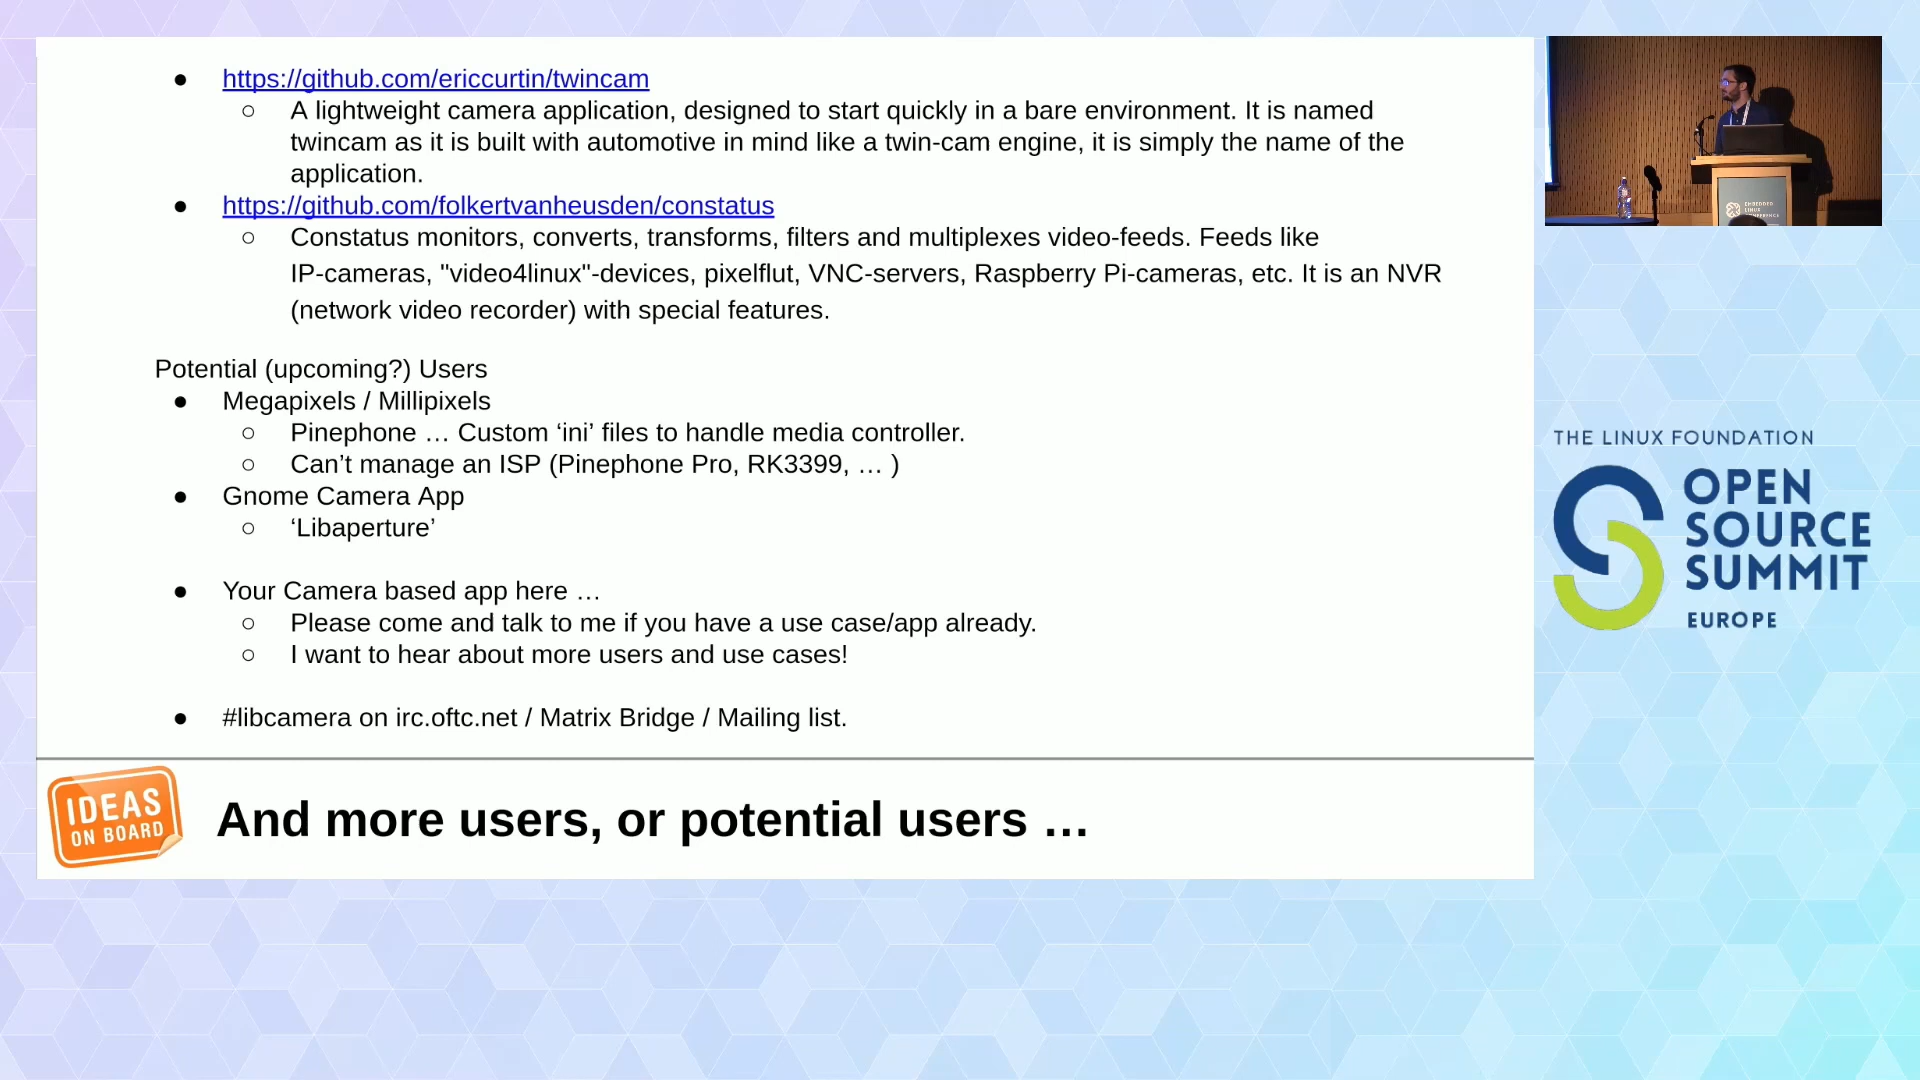 https://github.com/ericcurtin/twincam
A lightweight camera application, designed to start quickly in a bare environment. It is named
twincam as it is built with automotive in mind like a twin-cam engine, it is simply the name of the
application.
https://github.com/folkertvanheusden/constatus
Constatus monitors, converts, transforms, filters and multiplexes video-feeds. Feeds like
IP-cameras, "video4linux"-devices, pixelflut, VNC-servers, Raspberry Pi-cameras, etc. It is an NVR
(network video recorder) with special features.
Potential (upcoming?) Users
Megapixels / Millipixels
Pinephone … Custom ‘ini’ files to handle media controller.
Can’t manage an ISP (Pinephone Pro, RK3399, … )
Gnome Camera App
‘Libaperture’
Your Camera based app here …
Please come and talk to me if you have a use case/app already.
I want to hear about more users and use cases!
#libcamera on irc.oftc.net / Matrix Bridge / Mailing list.
IDEAS
ON BOARD
And more users, or potential users …
EMBEDDED
LINUX
CONFERENCE
THE LINUX FOUNDATION
OPEN
SOURCE
SUMMIT
EUROPE